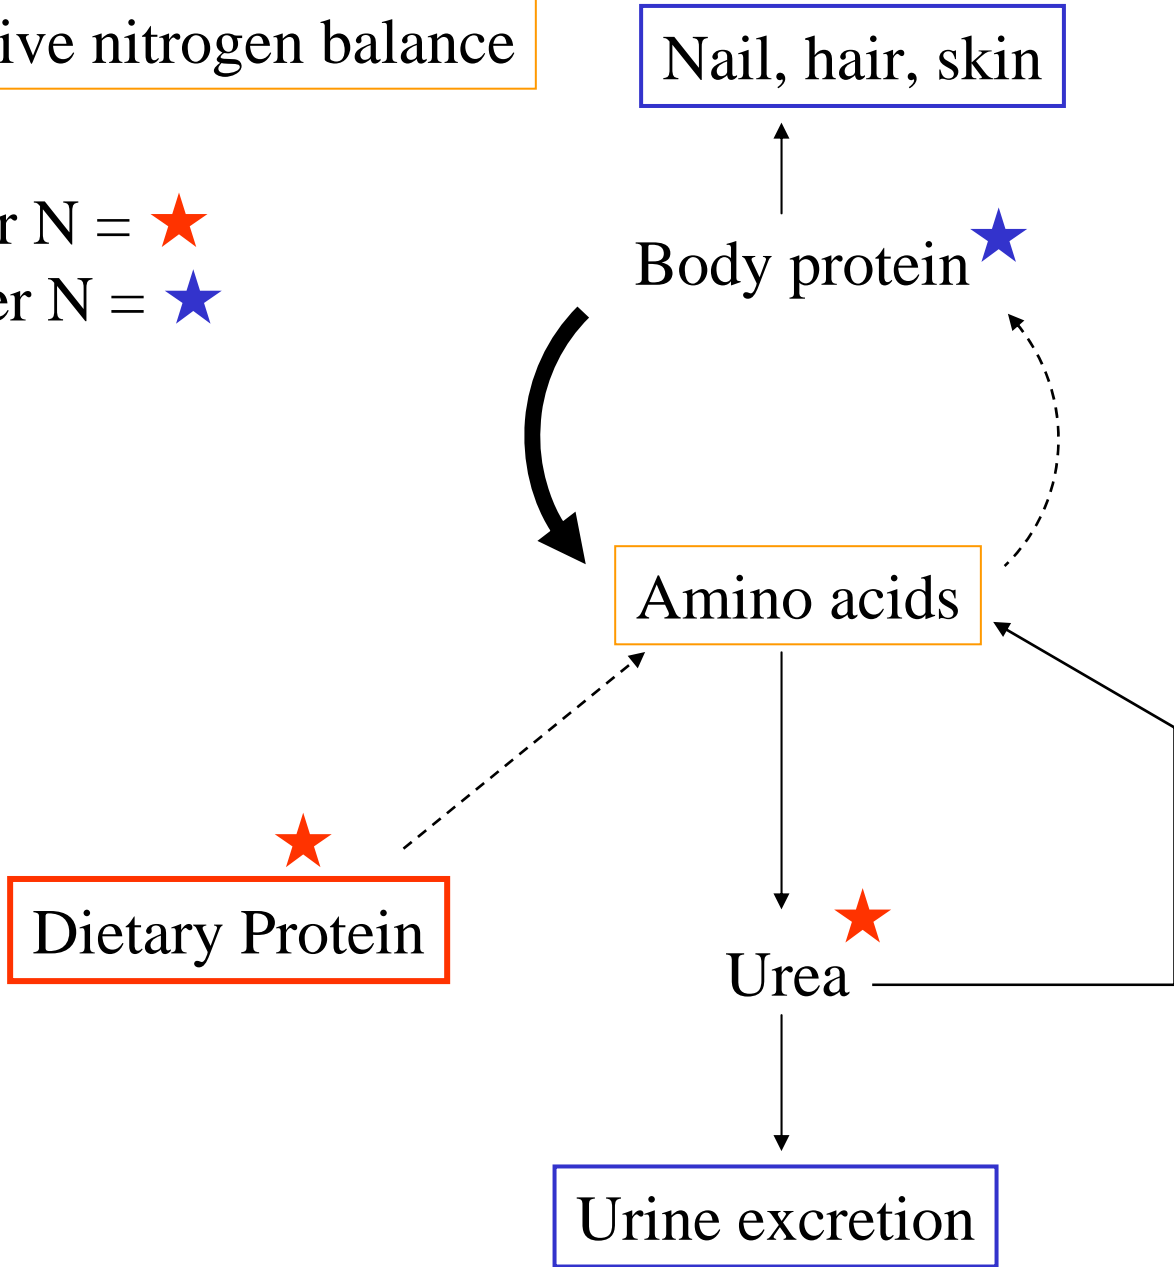 ive nitrogen balance
Nail, hair, skin
r N =
er N =
Body protein
Amino acids
Dietary Protein
Urea
Urine excretion